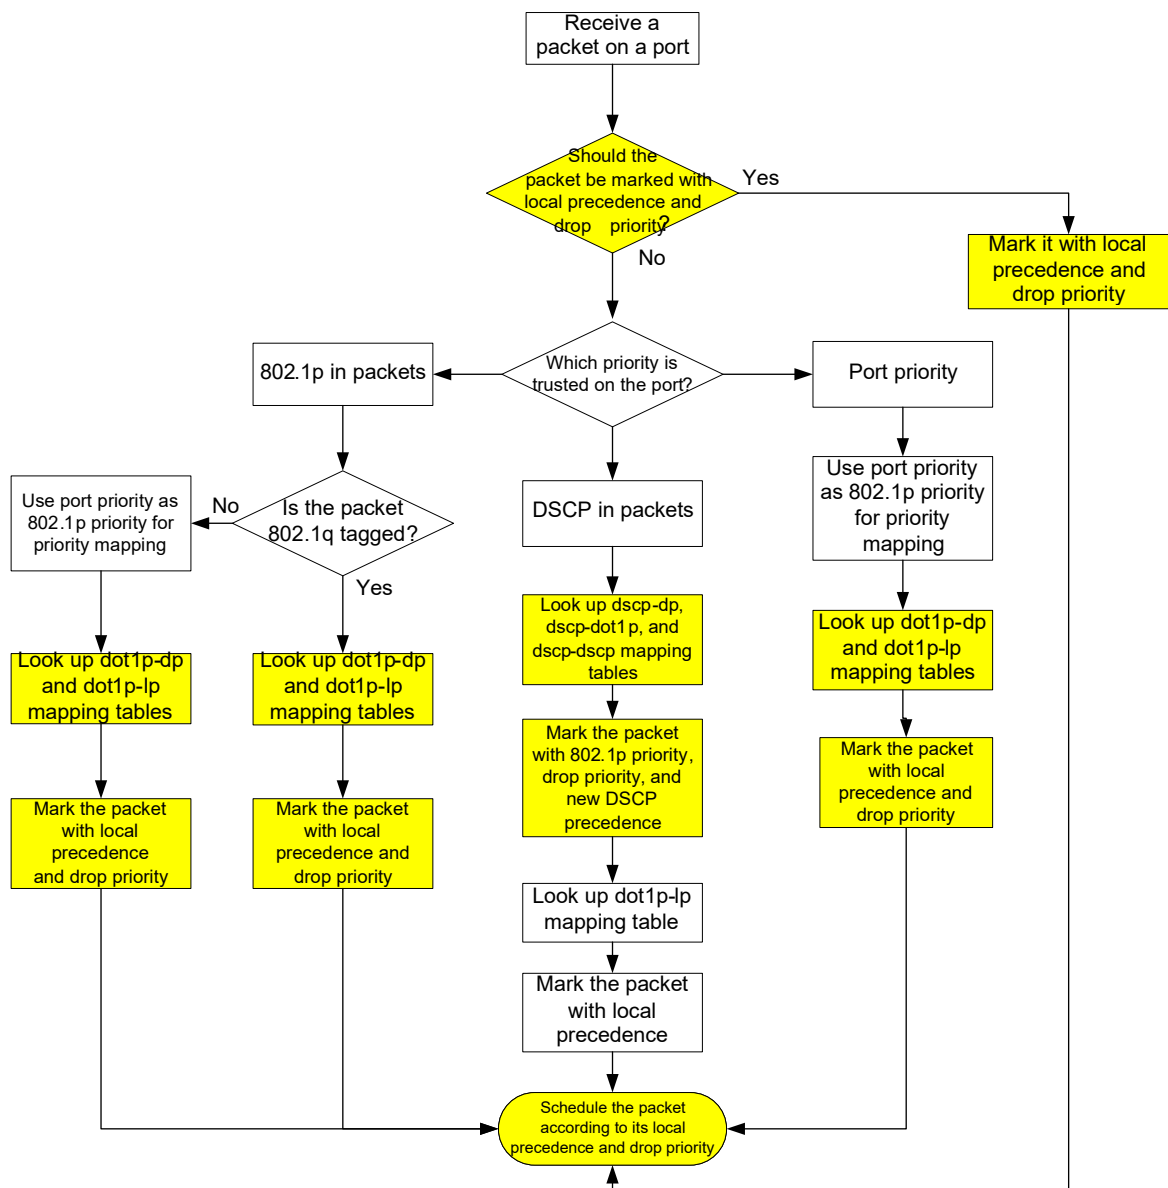 Receive a
packet on a port
Should the
packet be marked with
local precedence and
drop priority?
Yes
No
Mark it with local
precedence and
drop priority
802.1p in packets
Which priority is
trusted on the port?
Port priority
Use port priority as
802.1p priority for
priority mapping
No
Is the packet
802.1q tagged?
Yes
DSCP in packets
Use port priority
as 802.1p priority
for priority
mapping
Look up dot1p-dp
and dot1p-lp
mapping tables
Look up dot1p-dp
and dot1p-lp
mapping tables
Look up dscp-dp,
dscp-dot1p, and
dscp-dscp mapping
tables
Look up dot1p-dp
and dot1p-lp
mapping tables
Mark the packet
with local
precedence
and drop priority
Mark the packet
with local
precedence and
drop priority
Mark the packet
with 802.1p priority,
drop priority, and
new DSCP
precedence
Mark the packet
with local
precedence and
drop priority
Look up dot1p-lp
mapping table
Mark the packet
with local
precedence
Schedule the packet
according to its local
precedence and drop priority